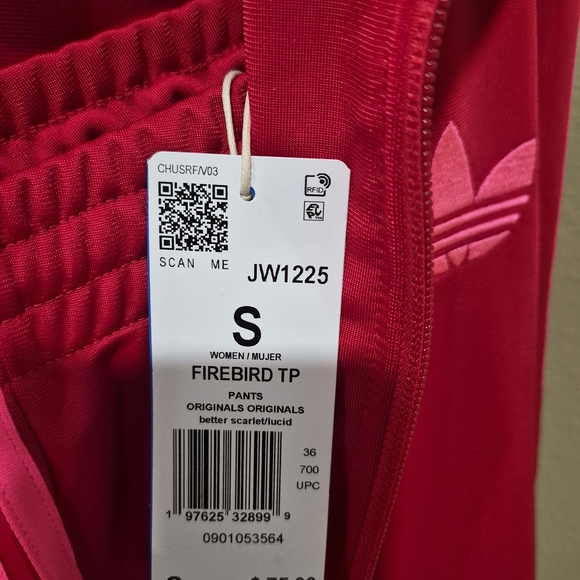 CHUSRF/V03
RFID
SCAN ME
JW1225
S
WOMEN / MUJER
FIREBIRD TP
PANTS
ORIGINALS ORIGINALS
better scarlet/lucid
36
700
UPC
1 97625 32899 9
0901053564